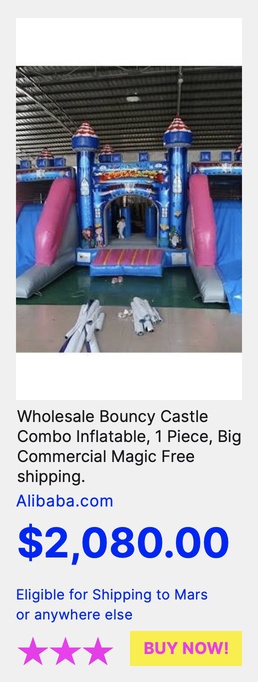 Wholesale Bouncy Castle
Combo Inflatable, 1 Piece, Big
Commercial Magic Free
shipping.
Alibaba.com
$2,080.00
Eligible for Shipping to Mars
or anywhere else
BUY NOW!